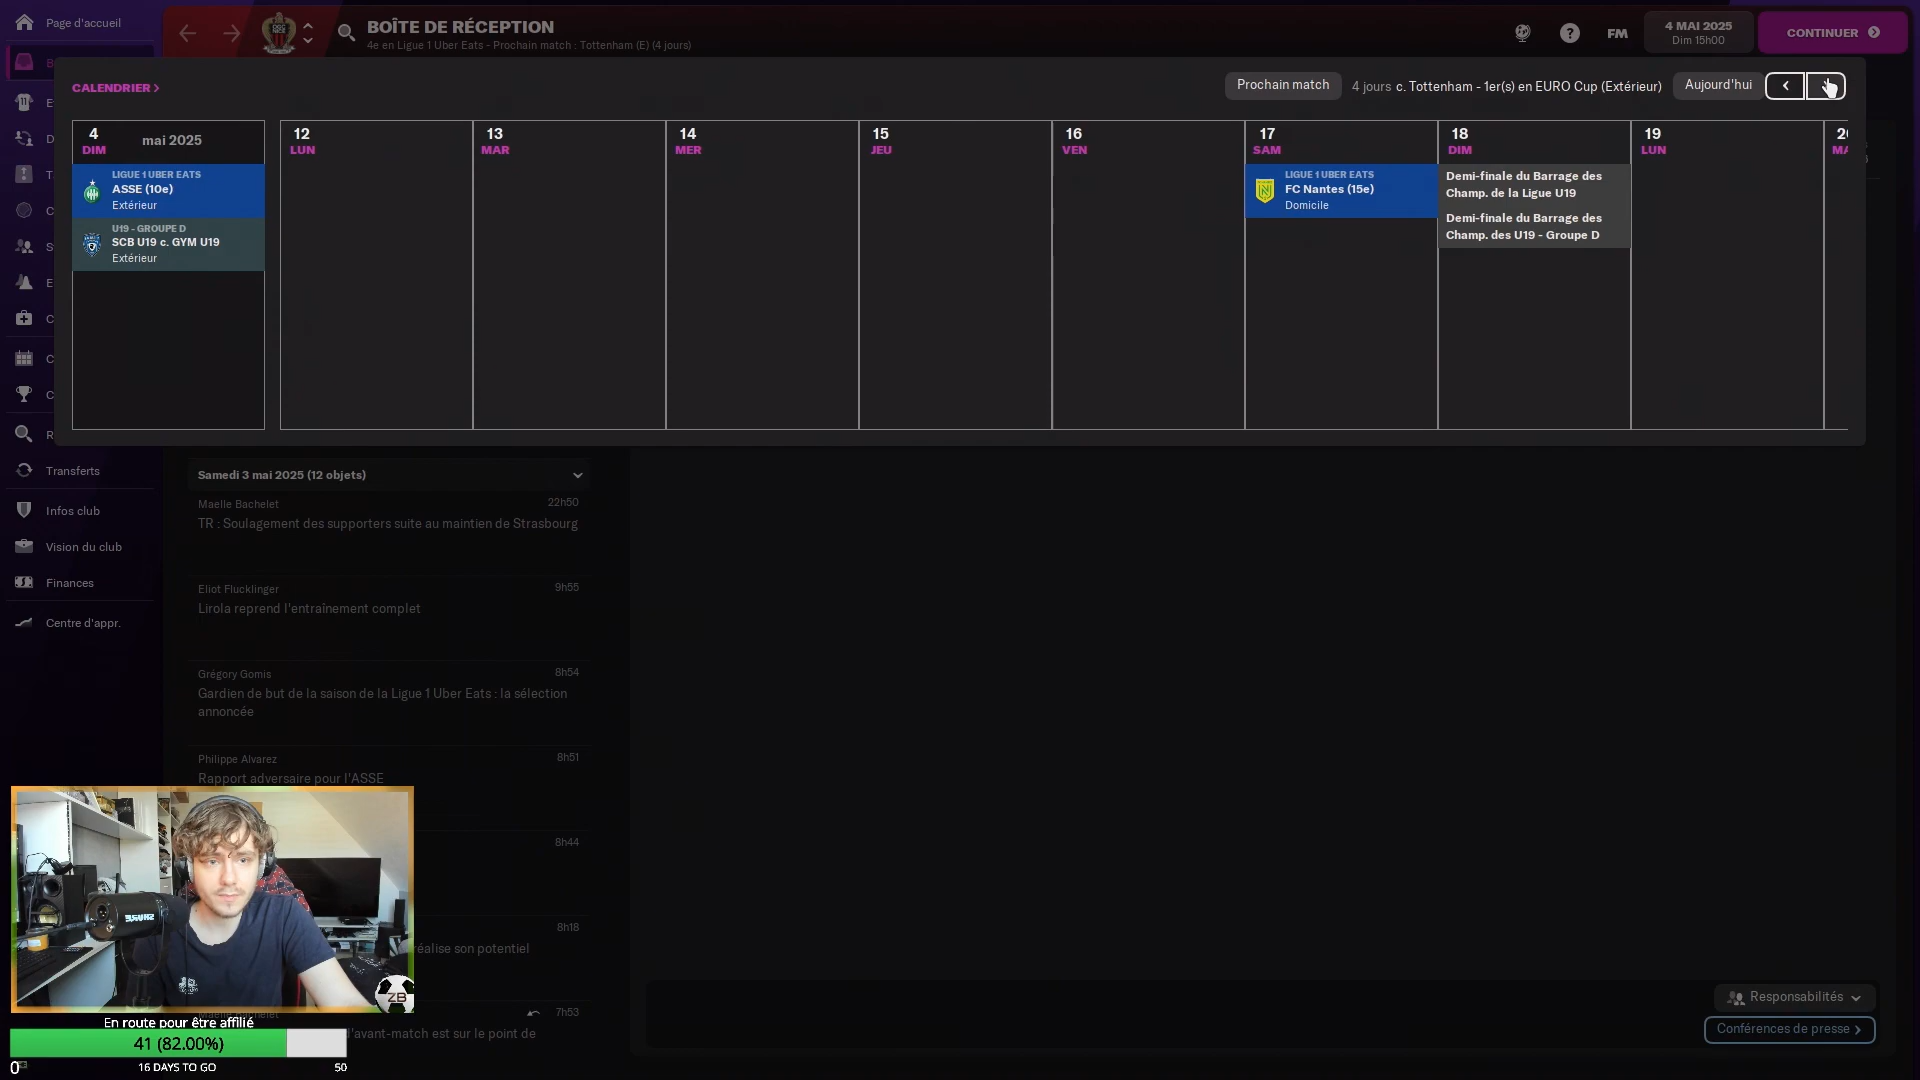 Page d'accueil
BOÎTE DE RÉCEPTION
4e en Ligue 1 Uber Eats - Prochain match : Tottenham (E) (4 jours)
FM
4 MAI 2025
Dim 15h00
CONTINUER
CALENDRIER >
Prochain match
4 jours c. Tottenham - 1er(s) en EURO Cup (Extérieur)
Aujourd'hui
4
DIM
mai 2025
12
LUN
13
MAR
14
MER
15
JEU
16
VEN
17
SAM
18
DIM
19
LUN
LIGUE 1 UBER EATS
ASSE (10e)
Extérieur
U19 - GROUPE D
SCB U19 c. GYM U19
Extérieur
LIGUE 1 UBER EATS
FC Nantes (15e)
Domicile
Demi-finale du Barrage des
Champ. de la Ligue U19
Demi-finale du Barrage des
Champ. des U19 - Groupe D
Transferts
Infos club
Vision du club
Finances
Centre d'appr.
Samedi 3 mai 2025 (12 objets)
Maelle Bachelet
22h50
TR : Soulagement des supporters suite au maintien de Strasbourg
Eliot Flucklinger
9h55
Lirola reprend l'entraînement complet
Grégory Gomis
8h54
Gardien de but de la saison de la Ligue 1 Uber Eats : la sélection
annoncée
Philippe Alvarez
8h51
Rapport adversaire pour l'ASSE
8h44
8h18
réalise son potentiel
7h53
d'avant-match est sur le point de
ZB
En route pour être affilié
41 (82.00%)
0
16 DAYS TO GO
50
Responsabilités
Conférences de presse >